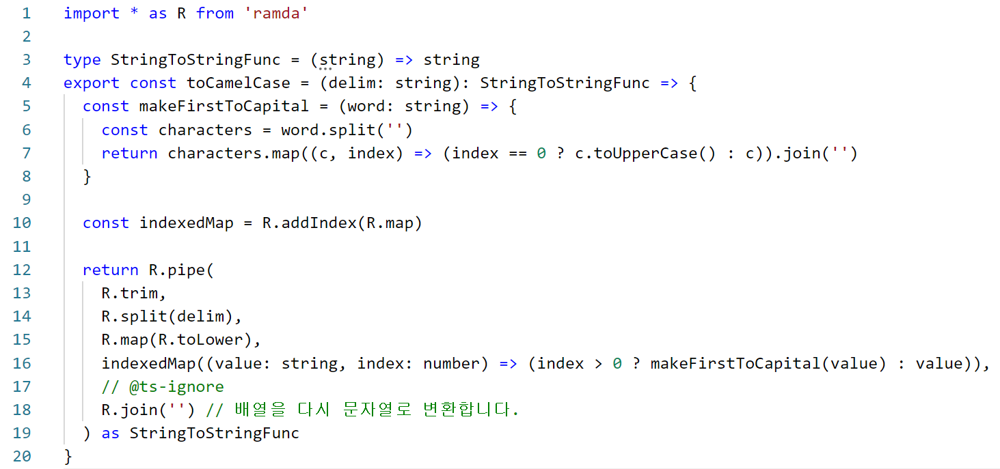 1 import * as R from 'ramda'
2
3 type StringToStringFunc = (string) => string
4 export const toCamelCase = (delim: string): StringToStringFunc => {
5   const makeFirstToCapital = (word: string) => {
6     const characters = word.split('')
7     return characters.map((c, index) => (index == 0 ? c.toUpperCase() : c)).join('')
8   }
9
10   const indexedMap = R.addIndex(R.map)
11
12   return R.pipe(
13     R.trim,
14     R.split(delim),
15     R.map(R.toLower),
16     indexedMap((value: string, index: number) => (index > 0 ? makeFirstToCapital(value) : value)),
17     // @ts-ignore
18     R.join('') // 배열을 다시 문자열로 변환합니다.
19   ) as StringToStringFunc
20 }